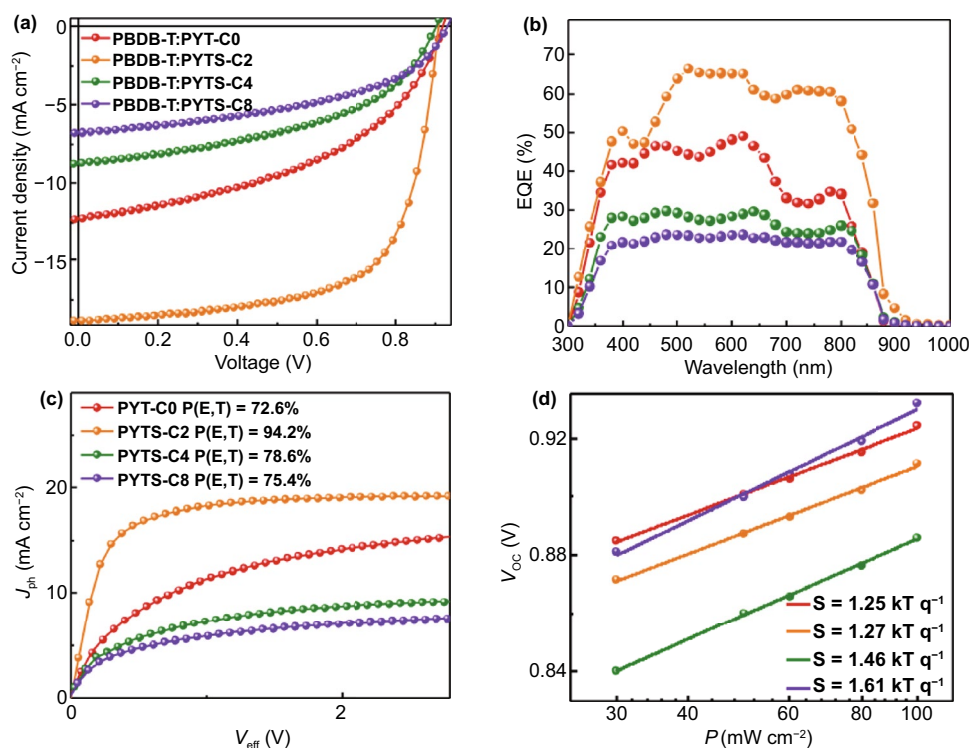 (a)
PBDB-T:PYT-C0
PBDB-T:PYTS-C2
PBDB-T:PYTS-C4
PBDB-T:PYTS-C8
0
−5
−10
−15
Current density (mA cm⁻²)
0.0 0.2 0.4 0.6 0.8
Voltage (V)
(b)
70
60
50
40
30
20
10
0
EQE (%)
300 400 500 600 700 800 900 1000
Wavelength (nm)
(c)
PYT-C0 P(E,T) = 72.6%
PYTS-C2 P(E,T) = 94.2%
PYTS-C4 P(E,T) = 78.6%
PYTS-C8 P(E,T) = 75.4%
20
10
0
J_ph (mA cm⁻²)
0 2
V_eff (V)
(d)
0.92
0.88
0.84
V_OC (V)
S = 1.25 kT q⁻¹
S = 1.27 kT q⁻¹
S = 1.46 kT q⁻¹
S = 1.61 kT q⁻¹
30 40 60 80 100
P (mW cm⁻²)